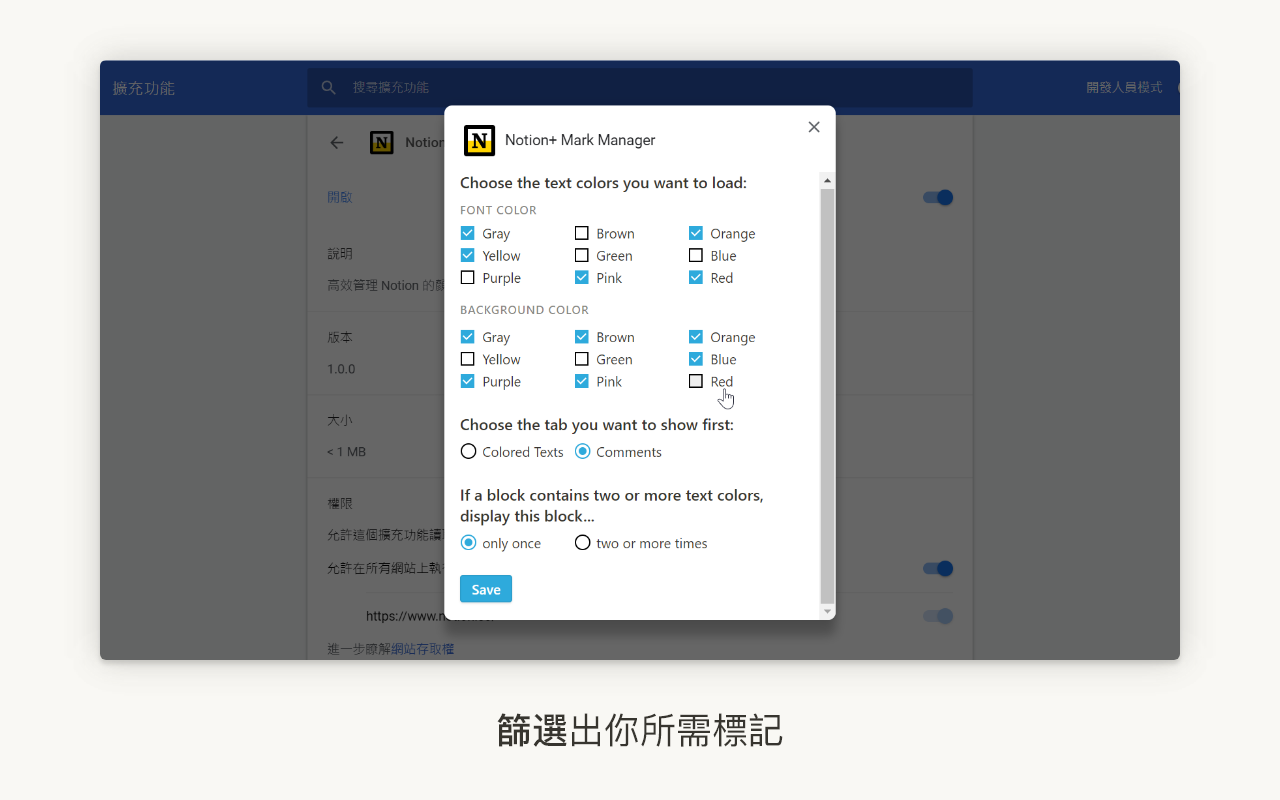 擴充功能
搜尋擴充功能
開發人員模式
Notion
Notion+ Mark Manager
開啟
說明
高效管理 Notion 的
版本
1.0.0
大小
< 1 MB
權限
允許這個擴充功能讀
允許在所有網站上執
https://www.n
進一步瞭解網站存取權
Choose the text colors you want to load:
FONT COLOR
Gray Brown Orange
Yellow Green Blue
Purple Pink Red
BACKGROUND COLOR
Gray Brown Orange
Yellow Green Blue
Purple Pink Red
Choose the tab you want to show first:
Colored Texts Comments
If a block contains two or more text colors,
display this block...
only once two or more times
Save
篩選出你所需標記